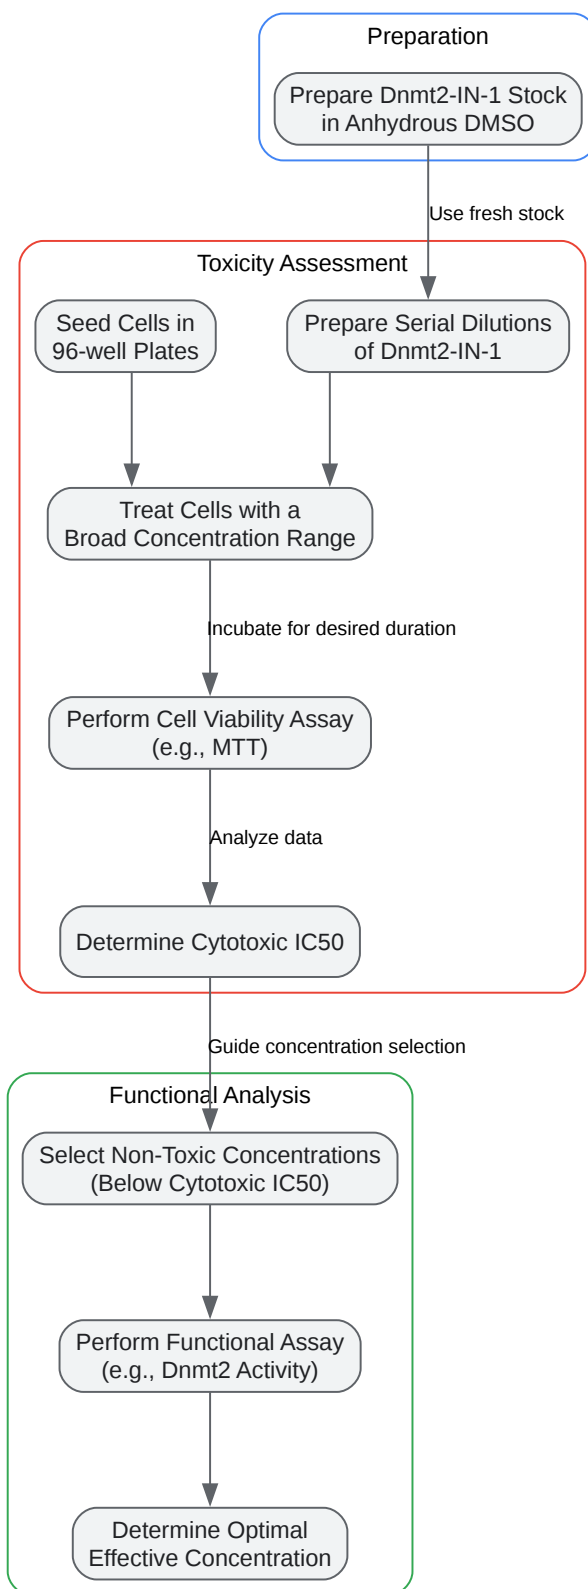 Preparation
Prepare Dnmt2-IN-1 Stock
in Anhydrous DMSO
Use fresh stock
Toxicity Assessment
Seed Cells in
96-well Plates
Prepare Serial Dilutions
of Dnmt2-IN-1
Treat Cells with a
Broad Concentration Range
Incubate for desired duration
Perform Cell Viability Assay
(e.g., MTT)
Analyze data
Determine Cytotoxic IC50
Guide concentration selection
Functional Analysis
Select Non-Toxic Concentrations
(Below Cytotoxic IC50)
Perform Functional Assay
(e.g., Dnmt2 Activity)
Determine Optimal
Effective Concentration